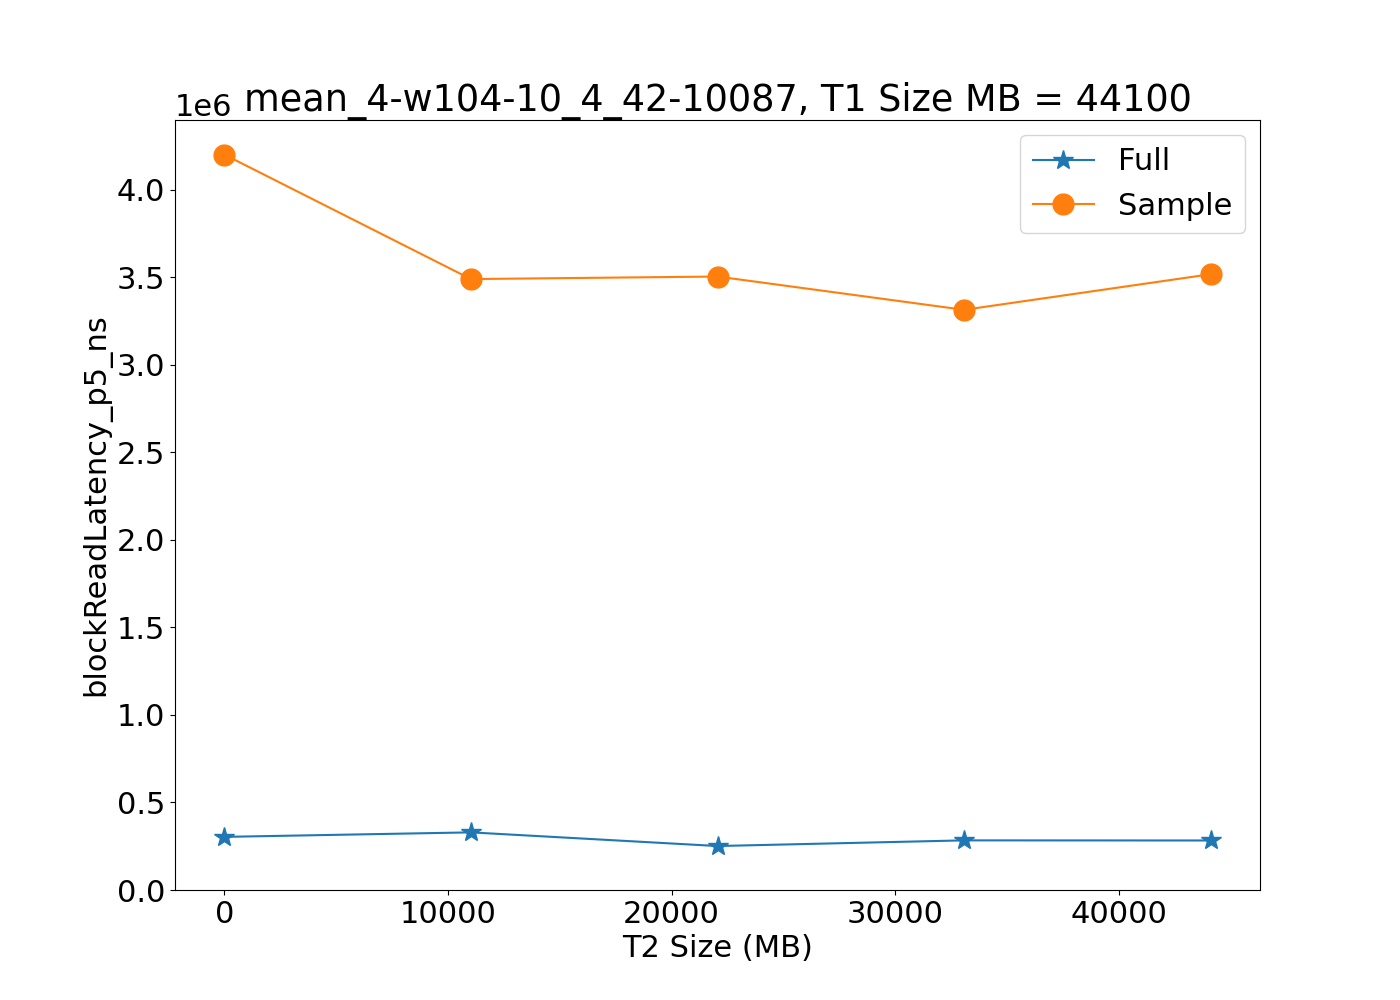 1e6
mean_4-w104-10_4_42-10087, T1 Size MB = 44100
Full
Sample
blockReadLatency_p5_ns
4.0
3.5
3.0
2.5
2.0
1.5
1.0
0.5
0.0
0
10000
20000
30000
40000
T2 Size (MB)